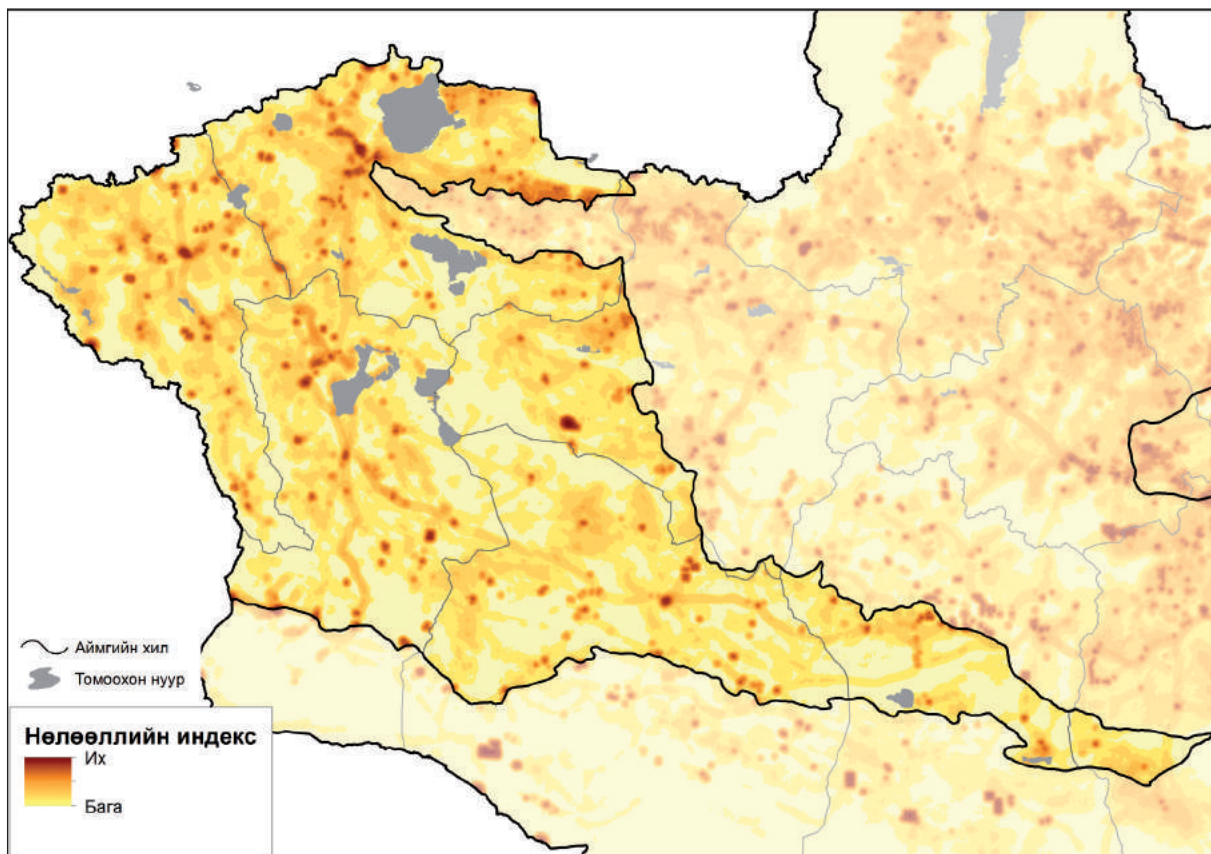 Аймгийн хил
Томоохон нуур
Нөлөөллийн индекс
Их
Бага